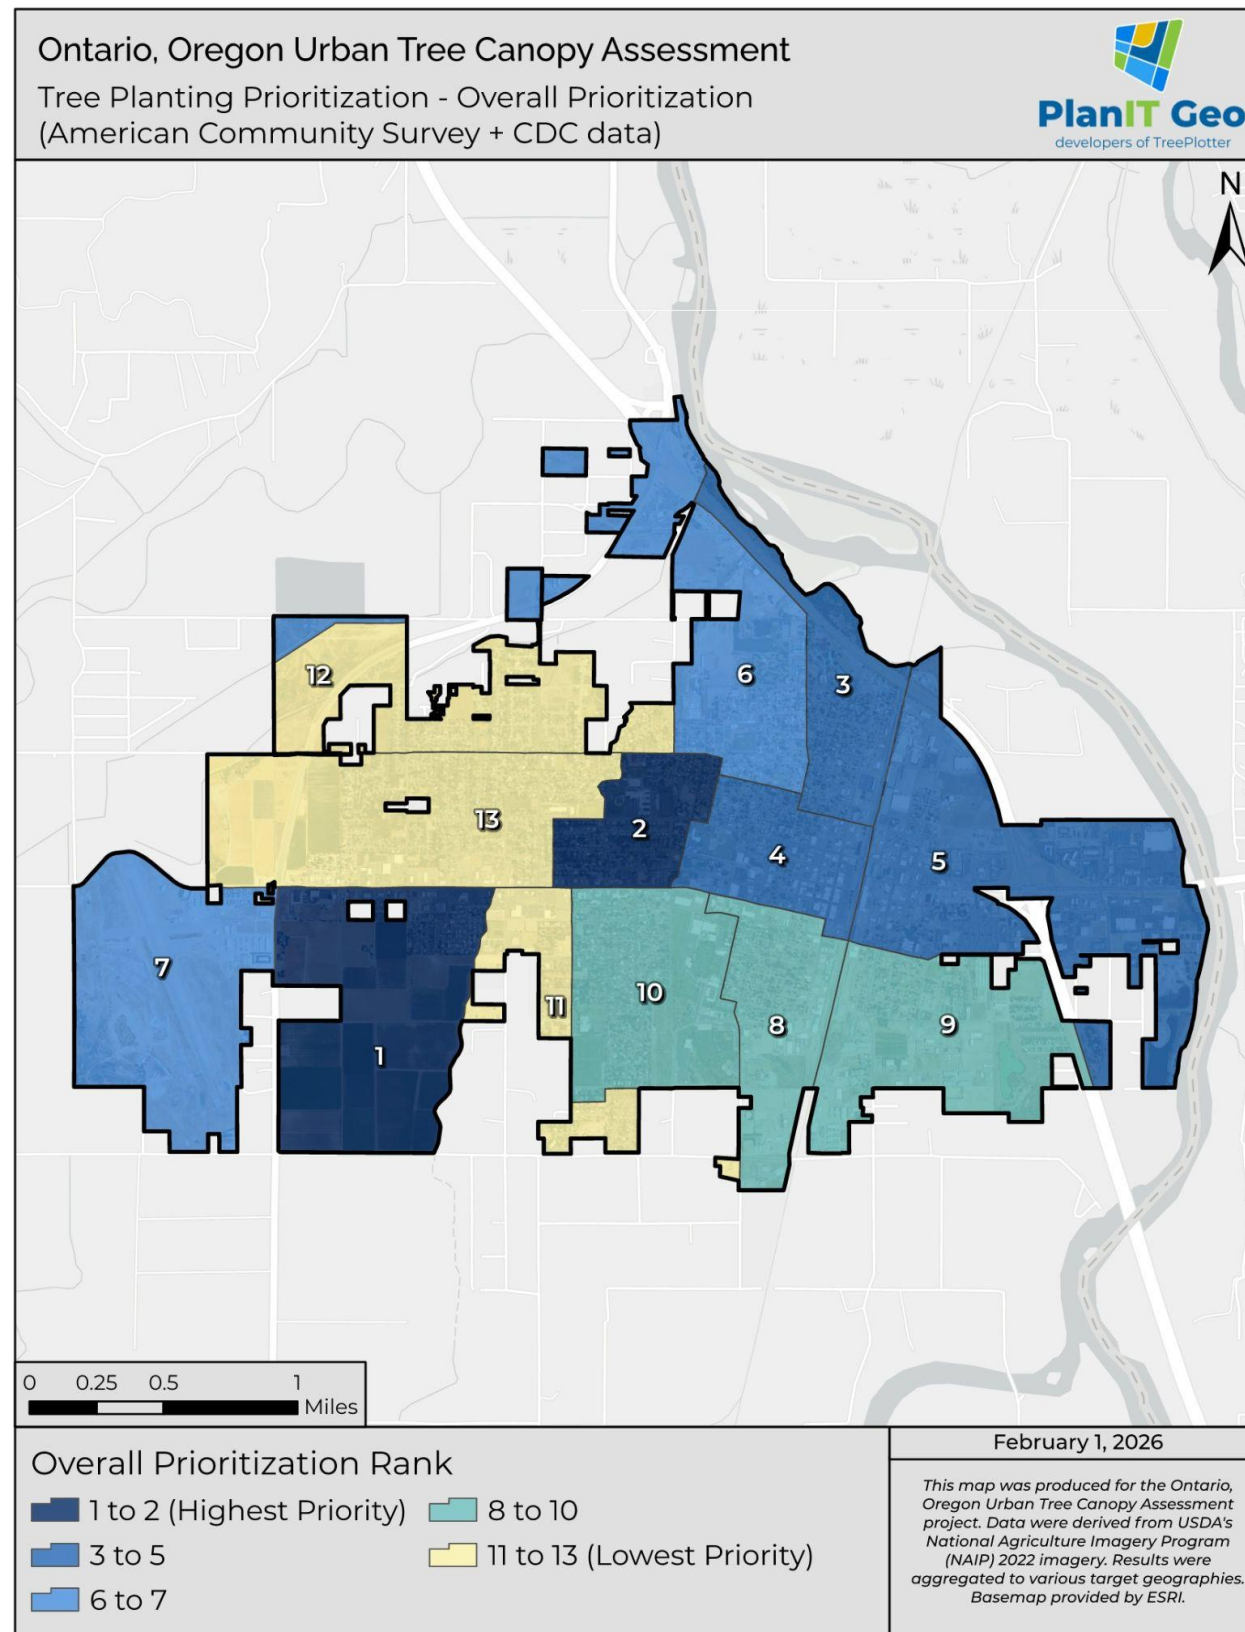 Ontario, Oregon Urban Tree Canopy Assessment
Tree Planting Prioritization - Overall Prioritization
(American Community Survey + CDC data)
PlanIT Geo
developers of TreePlotter
N
12
6
3
13
2
4
5
7
1
11
10
8
9
0 0.25 0.5 1
Miles
Overall Prioritization Rank
1 to 2 (Highest Priority)
3 to 5
6 to 7
8 to 10
11 to 13 (Lowest Priority)
February 1, 2026
This map was produced for the Ontario,
Oregon Urban Tree Canopy Assessment
project. Data were derived from USDA's
National Agriculture Imagery Program
(NAIP) 2022 imagery. Results were
aggregated to various target geographies.
Basemap provided by ESRI.